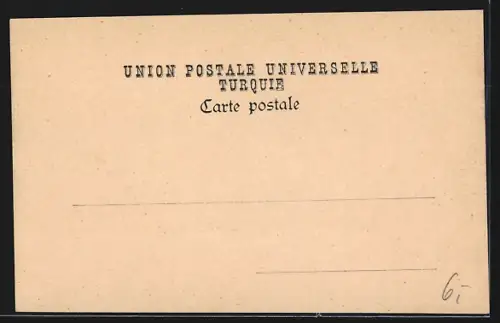 UNION POSTALE UNIVERSELLE
TURQUIE
Carte postale
6,-